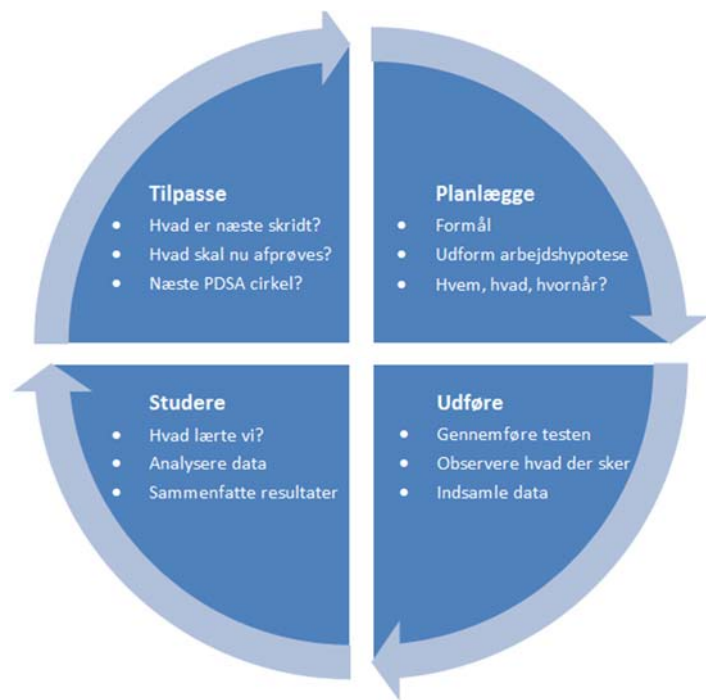 Tilpasse
• Hvad er næste skridt?
• Hvad skal nu afprøves?
• Næste PDSA cirkel?
Planlægge
• Formål
• Udform arbejdshypotese
• Hvem, hvad, hvornår?
Studere
• Hvad lærte vi?
• Analysere data
• Sammenfatte resultater
Udføre
• Gennemføre testen
• Observere hvad der sker
• Indsamle data